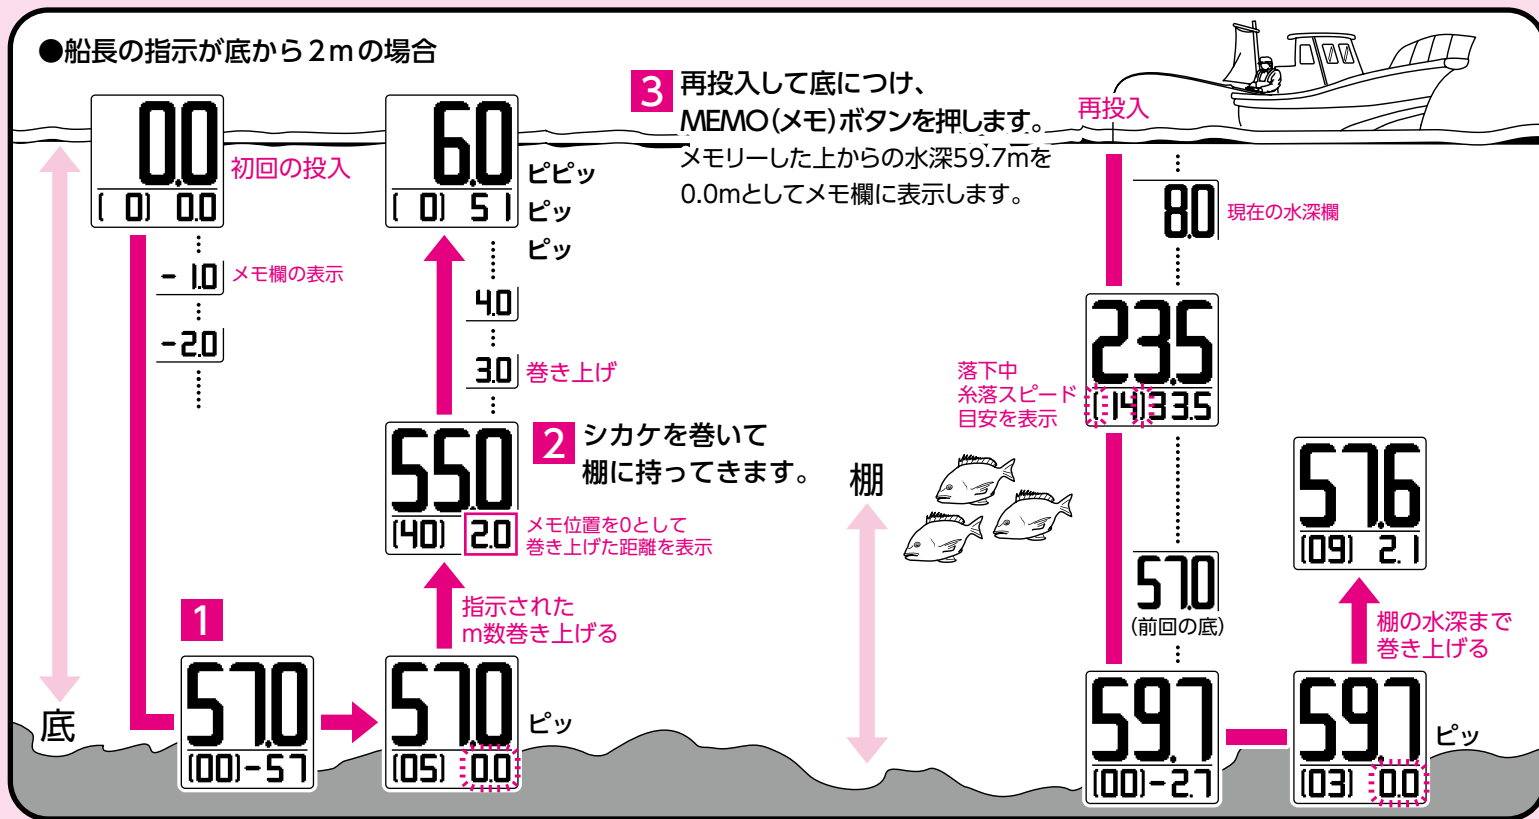 ●船長の指示が底から2mの場合
0.0
( 0) 0.0
初回の投入
- 1.0
メモ欄の表示
-2.0
底
1
57.0
(00)-57
57.0
(05) 0.0
ピッ
指示された
m数巻き上げる
55.0
(40) 2.0
メモ位置を0として
巻き上げた距離を表示
2
シカケを巻いて
棚に持ってきます。
3.0
巻き上げ
4.0
6.0
( 0) 51
ピピッ
ピッ
ピッ
3
再投入して底につけ、
MEMO(メモ)ボタンを押します。
メモリーした上からの水深59.7mを
0.0mとしてメモ欄に表示します。
再投入
8.0
現在の水深欄
23.5
(14)33.5
落下中
糸落スピード
目安を表示
棚
57.0
(前回の底)
59.7
(00)-2.7
59.7
(03) 0.0
ピッ
棚の水深まで
巻き上げる
57.6
(09) 2.1